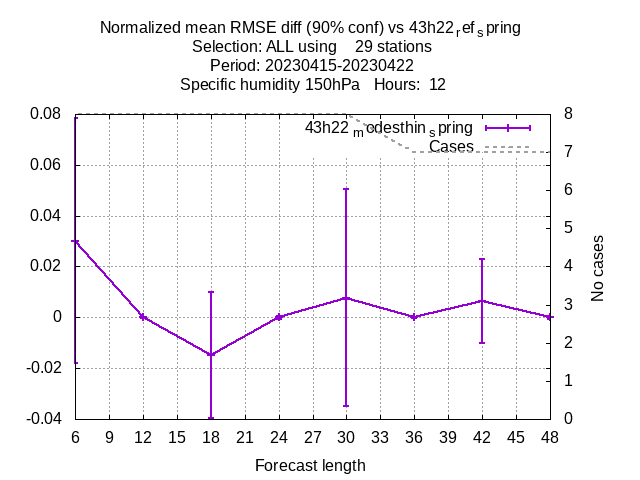 Normalized mean RMSE diff (90% conf) vs 43h22ᵣefₛpring
Selection: ALL using    29 stations
Period: 20230415-20230422
Specific humidity 150hPa   Hours:  12
43h22 ₘodesthinₛpring
Cases
0.08
0.06
0.04
0.02
0
-0.02
-0.04
8
7
6
5
4
3
2
1
0
No cases
6 9 12 15 18 21 24 27 30 33 36 39 42 45 48
Forecast length